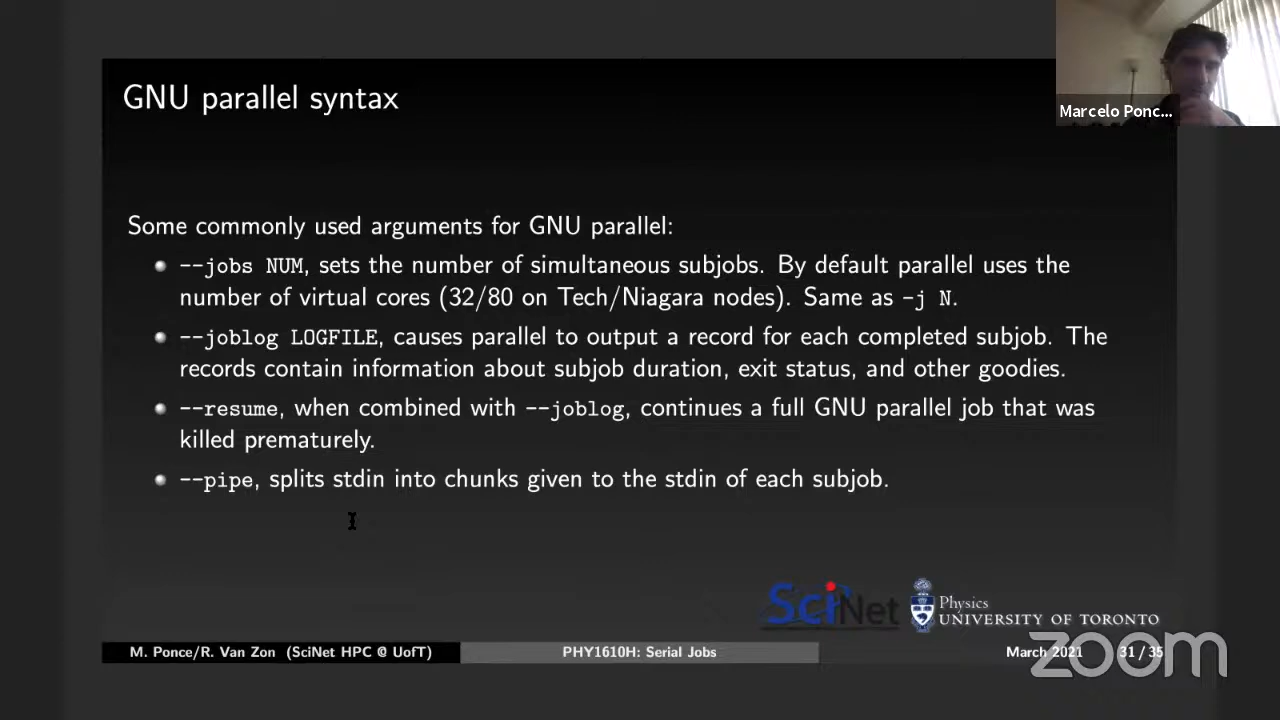 GNU parallel syntax
Marcelo Ponc...
Some commonly used arguments for GNU parallel:
--jobs NUM, sets the number of simultaneous subjobs. By default parallel uses the
number of virtual cores (32/80 on Tech/Niagara nodes). Same as -j N.
--joblog LOGFILE, causes parallel to output a record for each completed subjob. The
records contain information about subjob duration, exit status, and other goodies.
--resume, when combined with --joblog, continues a full GNU parallel job that was
killed prematurely.
--pipe, splits stdin into chunks given to the stdin of each subjob.
SciNet
Physics
UNIVERSITY OF TORONTO
M. Ponce/R. Van Zon (SciNet HPC @ UofT)
PHY1610H: Serial Jobs
March 2021
31 / 35
zoom